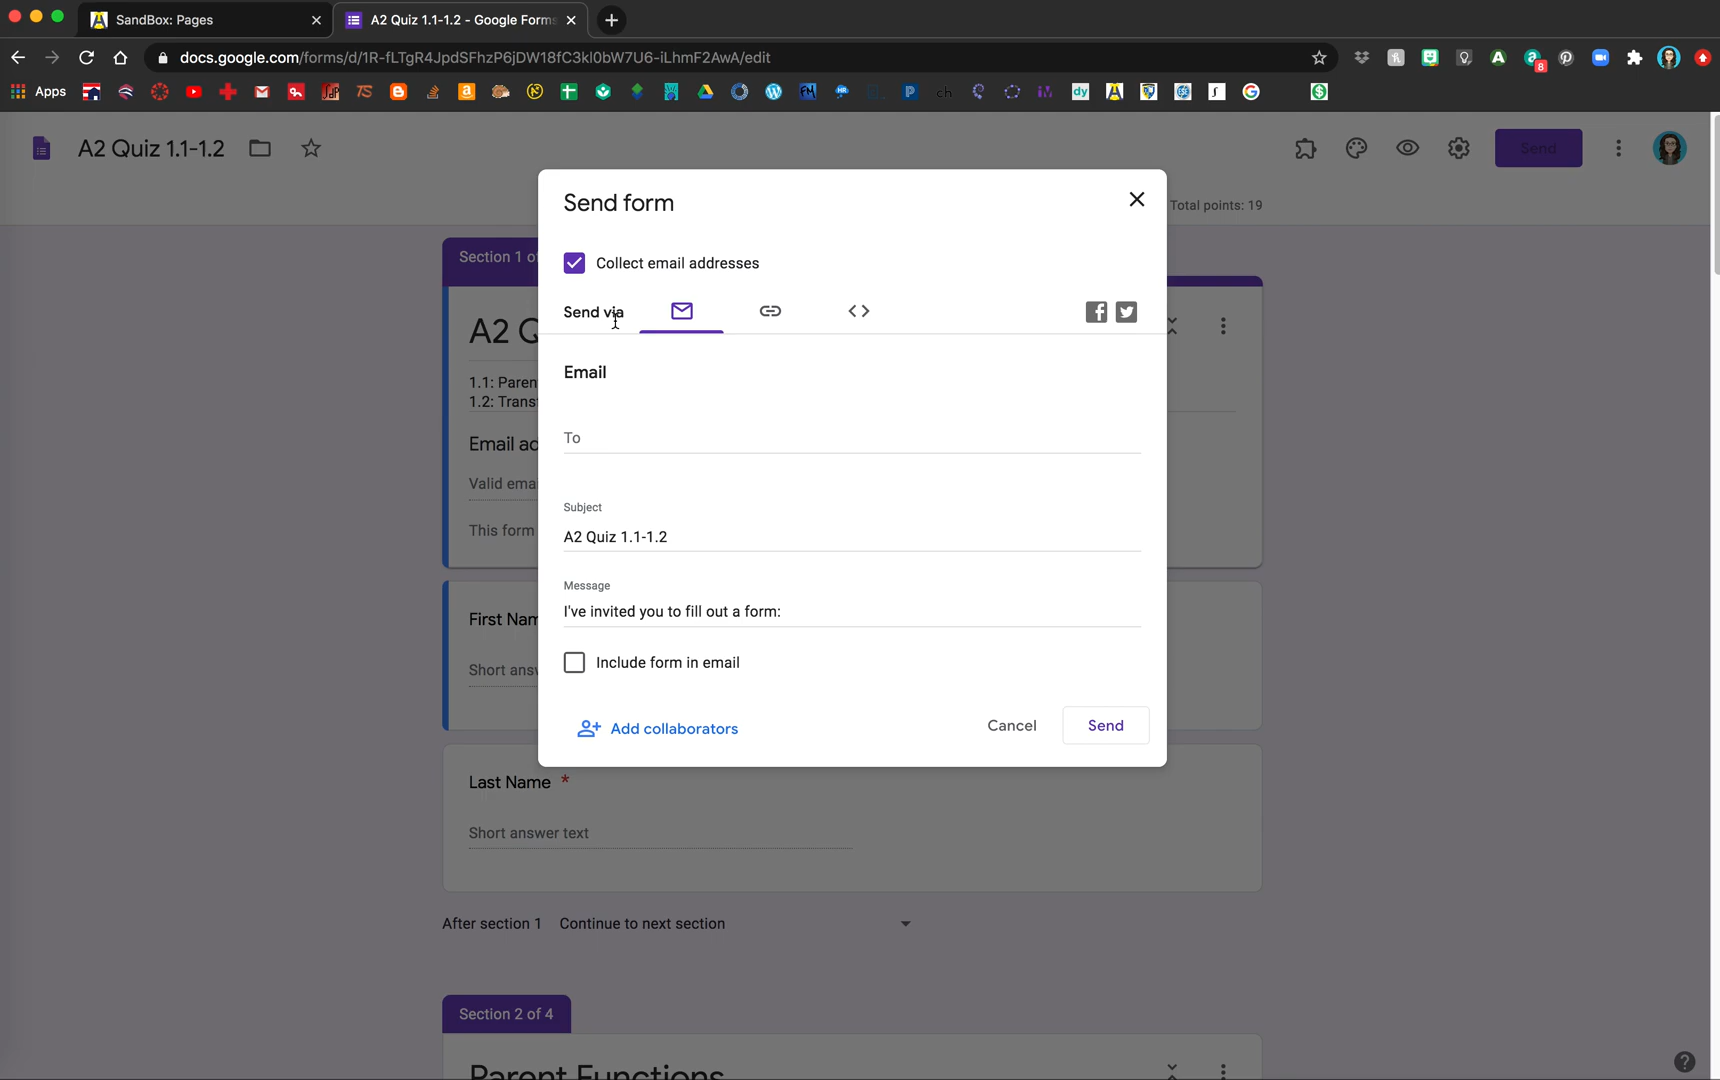 SandBox: Pages
A2 Quiz 1.1-1.2 - Google Forms
docs.google.com/forms/d/1R-fLTgR4JpdSFhzP6jDW18fC3kl0bW7U6-iLhmF2AwA/edit
Apps
A2 Quiz 1.1-1.2
Send
Total points: 19
Section 1 o
A2 Q
1.1: Paren
1.2: Trans
Email ad
Valid emai
This form
First Nam
Short answ
Send form
Collect email addresses
Send via
Email
To
Subject
A2 Quiz 1.1-1.2
Message
I've invited you to fill out a form:
Include form in email
Add collaborators
Cancel
Send
Last Name *
Short answer text
After section 1 Continue to next section
Section 2 of 4
Parent Functions